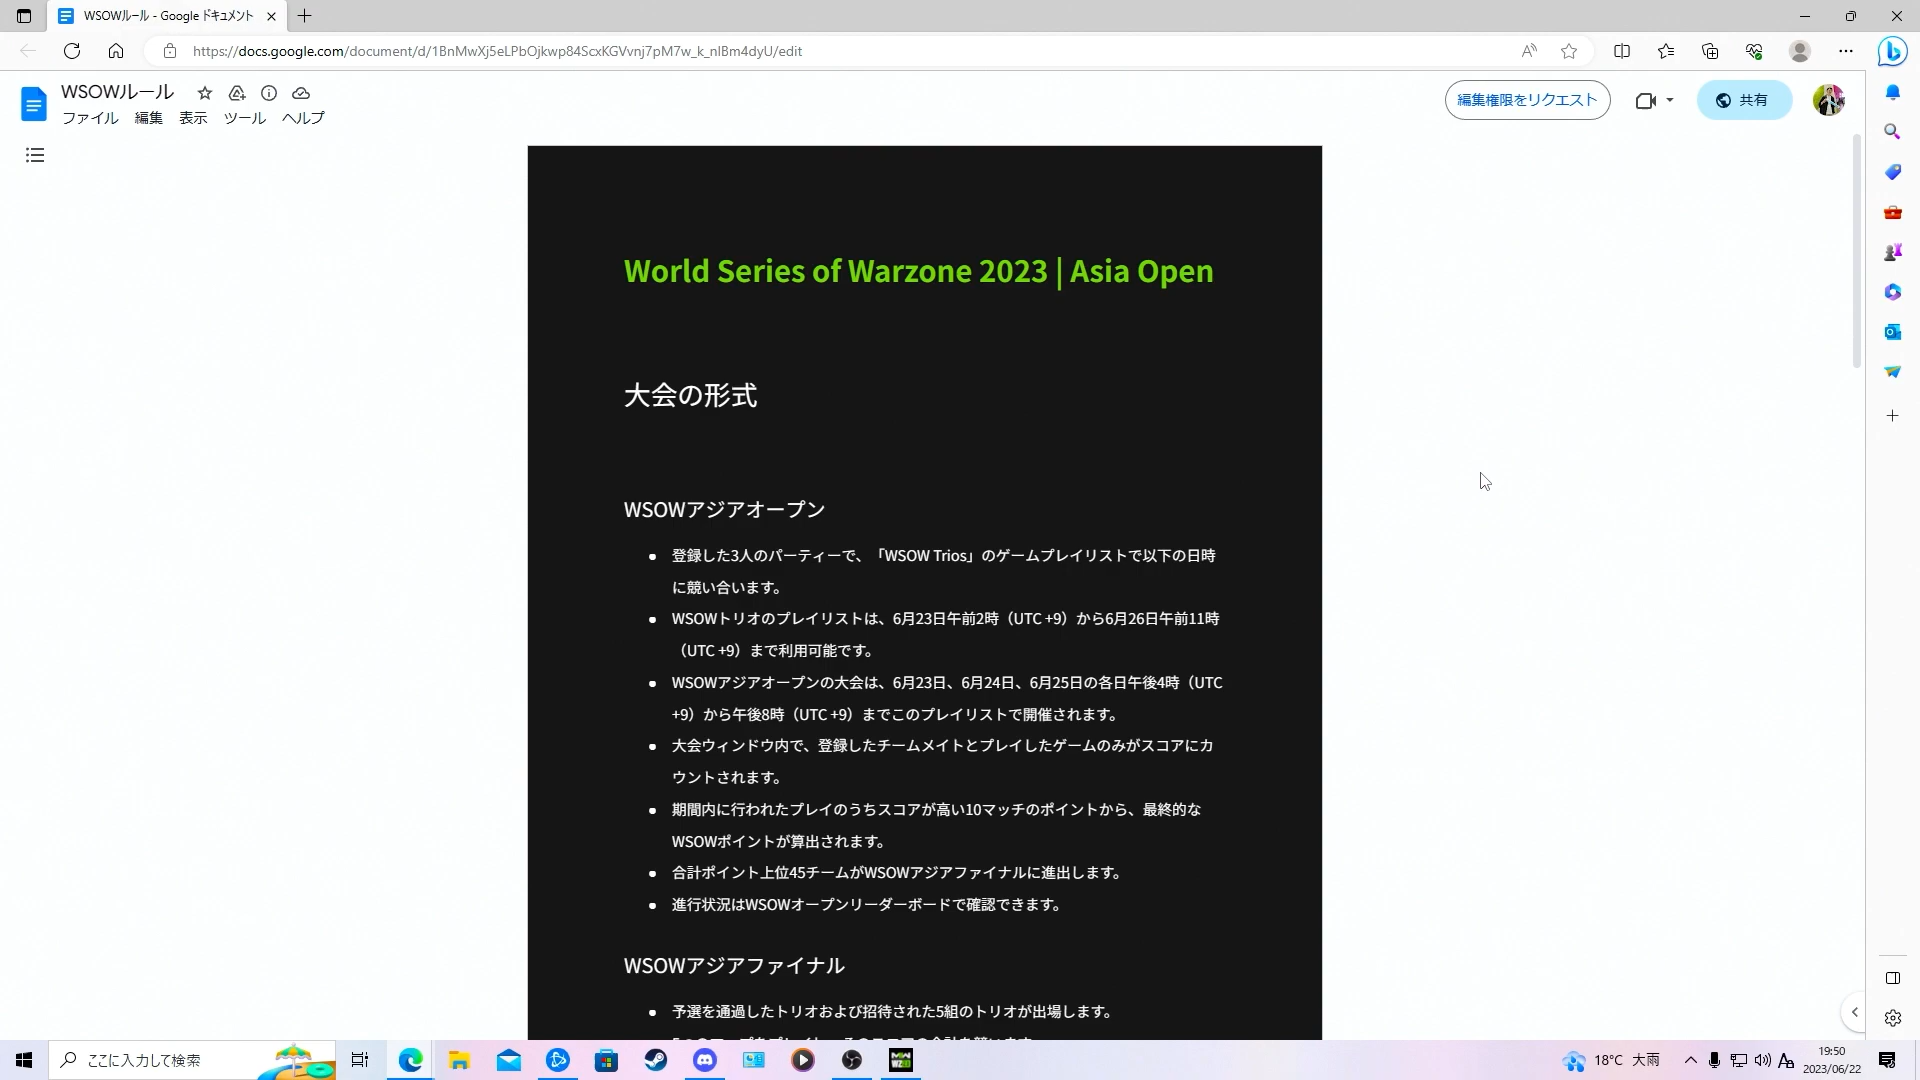 WSOWルール - Google ドキュメント
https://docs.google.com/document/d/1BnMwXj5eLPbOjkwp84ScxKGVvnj7pM7w_k_nlBm4dyU/edit
WSOWルール
編集権限をリクエスト
共有
ファイル 編集 表示 ツール ヘルプ
World Series of Warzone 2023 | Asia Open
大会の形式
WSOWアジアオープン
登録した3人のパーティーで、「WSOW Trios」のゲームプレイリストで以下の日時
に競い合います。
WSOWトリオのプレイリストは、6月23日午前2時（UTC +9）から6月26日午前11時
（UTC +9）まで利用可能です。
WSOWアジアオープンの大会は、6月23日、6月24日、6月25日の各日午後4時（UTC
+9）から午後8時（UTC +9）までこのプレイリストで開催されます。
大会ウィンドウ内で、登録したチームメイトとプレイしたゲームのみがスコアにカ
ウントされます。
期間内に行われたプレイのうちスコアが高い10マッチのポイントから、最終的な
WSOWポイントが算出されます。
合計ポイント上位45チームがWSOWアジアファイナルに進出します。
進行状況はWSOWオープンリーダーボードで確認できます。
WSOWアジアファイナル
予選を通過したトリオおよび招待された5組のトリオが出場します。
ここに入力して検索
18°C 大雨
19:50
2023/06/22